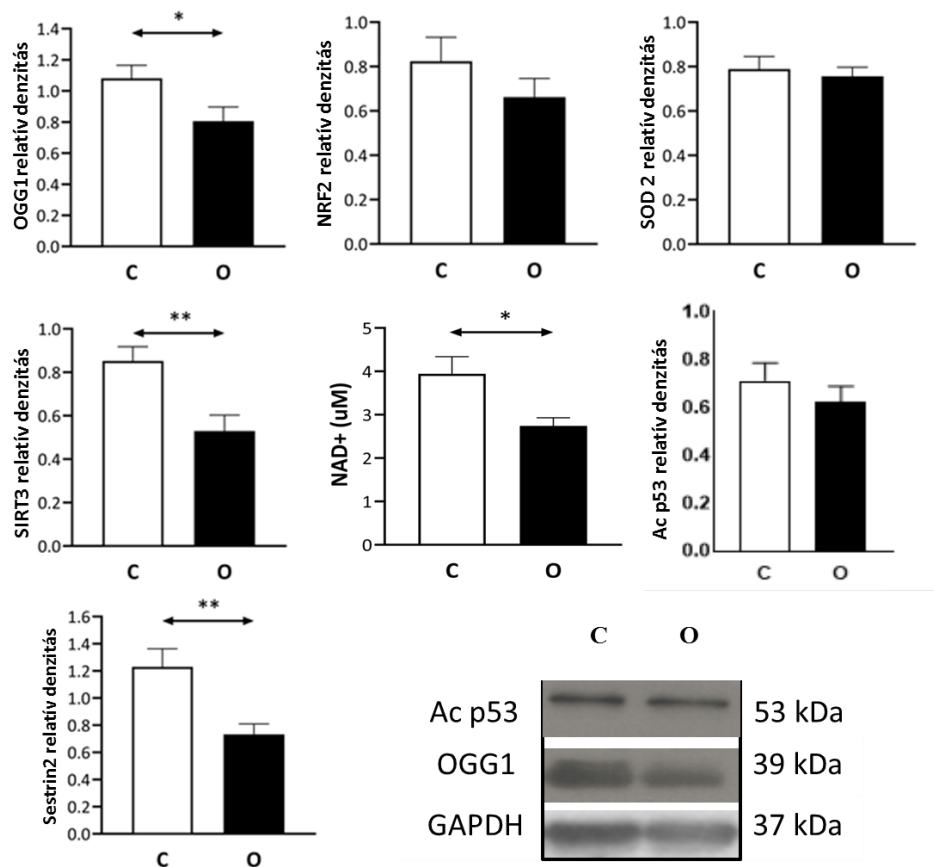 OGG1 relatív denzitás
1.4
1.2
1.0
0.8
0.6
0.4
0.2
0.0
*
C O
NRF2 relatív denzitás
1.0
0.8
0.6
0.4
0.2
0.0
C O
SOD 2 relatív denzitás
1.0
0.8
0.6
0.4
0.2
0.0
C O
SIRT3 relatív denzitás
1.0
0.8
0.6
0.4
0.2
0.0
**
C O
NAD+ (uM)
5
4
3
2
1
0
*
C O
Ac p53 relatív denzitás
1.0
0.8
0.6
0.4
0.2
0.0
C O
Sestrin2 relatív denzitás
1.6
1.4
1.2
1.0
0.8
0.6
0.4
0.2
0.0
**
C O
C O
Ac p53 53 kDa
OGG1 39 kDa
GAPDH 37 kDa